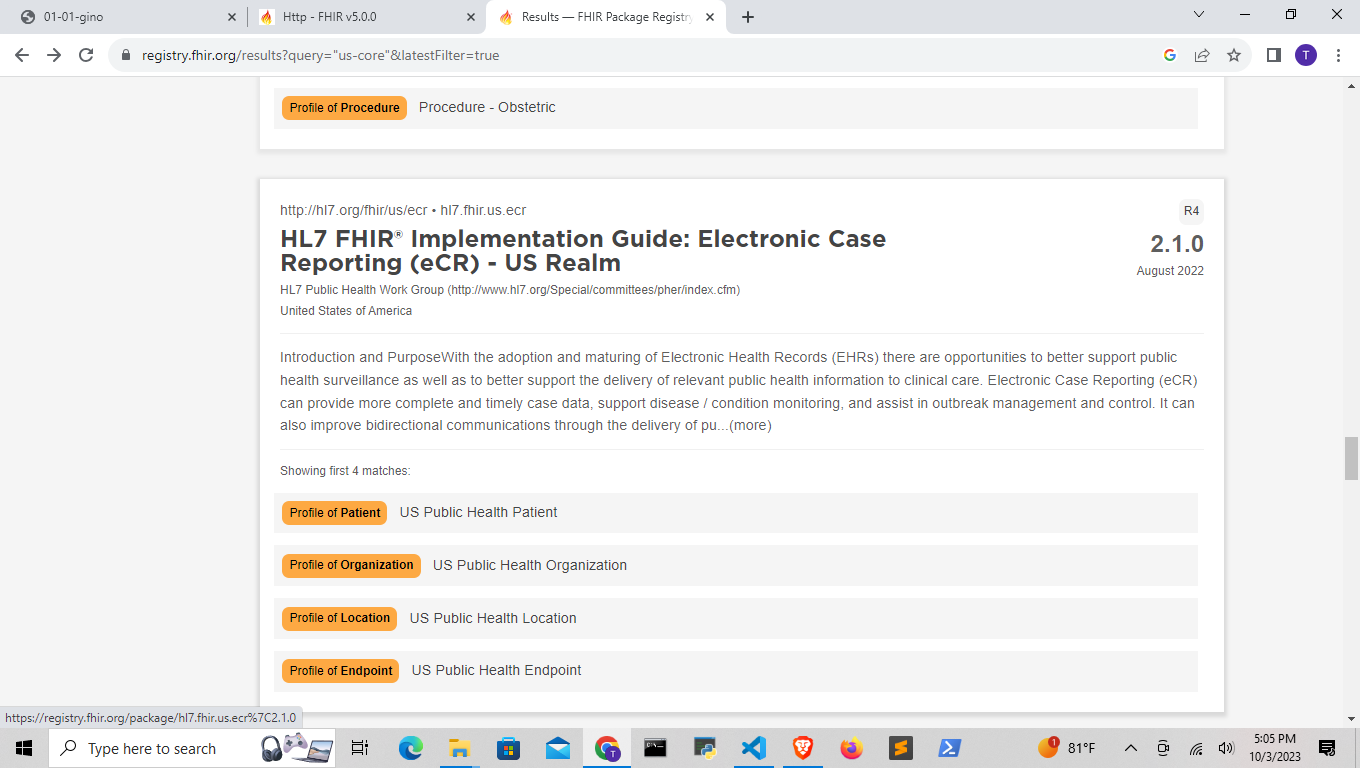 01-01-gino
Http - FHIR v5.0.0
Results — FHIR Package Registry
registry.fhir.org/results?query="us-core"&latestFilter=true
G
T
Profile of Procedure Procedure - Obstetric
http://hl7.org/fhir/us/ecr • hl7.fhir.us.ecr
R4
HL7 FHIR® Implementation Guide: Electronic Case
Reporting (eCR) - US Realm
2.1.0
August 2022
HL7 Public Health Work Group (http://www.hl7.org/Special/committees/pher/index.cfm)
United States of America
Introduction and PurposeWith the adoption and maturing of Electronic Health Records (EHRs) there are opportunities to better support public
health surveillance as well as to better support the delivery of relevant public health information to clinical care. Electronic Case Reporting (eCR)
can provide more complete and timely case data, support disease / condition monitoring, and assist in outbreak management and control. It can
also improve bidirectional communications through the delivery of pu...(more)
Showing first 4 matches:
Profile of Patient US Public Health Patient
Profile of Organization US Public Health Organization
Profile of Location US Public Health Location
Profile of Endpoint US Public Health Endpoint
https://registry.fhir.org/package/hl7.fhir.us.ecr%7C2.1.0
Type here to search
T
1
81°F
5:05 PM
10/3/2023